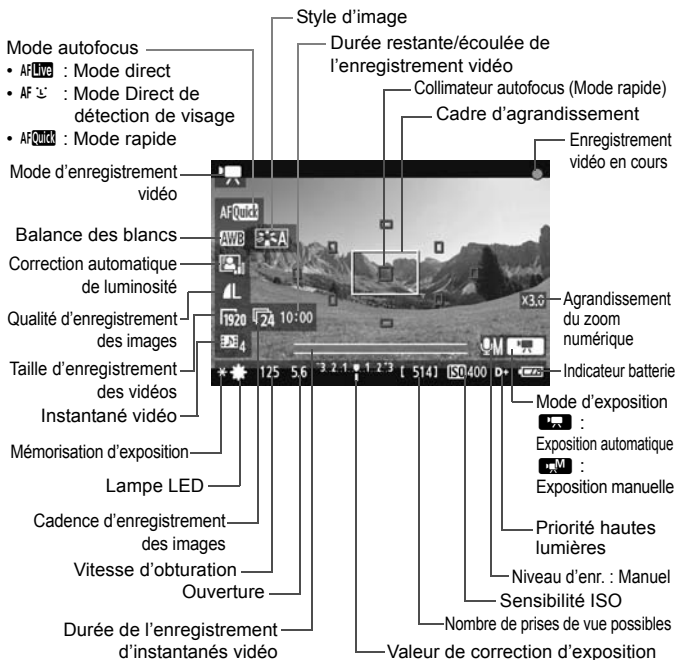 Style d'image
Mode autofocus
Durée restante/écoulée de
l'enregistrement vidéo
• AF Live : Mode direct
• AF : Mode Direct de
détection de visage
• AF Quick : Mode rapide
Collimateur autofocus (Mode rapide)
Cadre d'agrandissement
Enregistrement
vidéo en cours
Mode d'enregistrement
vidéo
Balance des blancs
Correction automatique
de luminosité
Qualité d'enregistrement
des images
Taille d'enregistrement
des vidéos
Instantané vidéo
Mémorisation d'exposition
Lampe LED
Cadence d'enregistrement
des images
Vitesse d'obturation
Ouverture
Durée de l'enregistrement
d'instantanés vidéo
AF Quick
AWB A
L
1920 24 10:00
4
x3.0
M
125 5.6 3 2 1 1 2 3 [ 514] ISO 400 D+
Agrandissement
du zoom
numérique
Indicateur batterie
Mode d'exposition
:
Exposition automatique
M :
Exposition manuelle
Priorité hautes
lumières
Niveau d'enr. : Manuel
Sensibilité ISO
Nombre de prises de vue possibles
Valeur de correction d'exposition